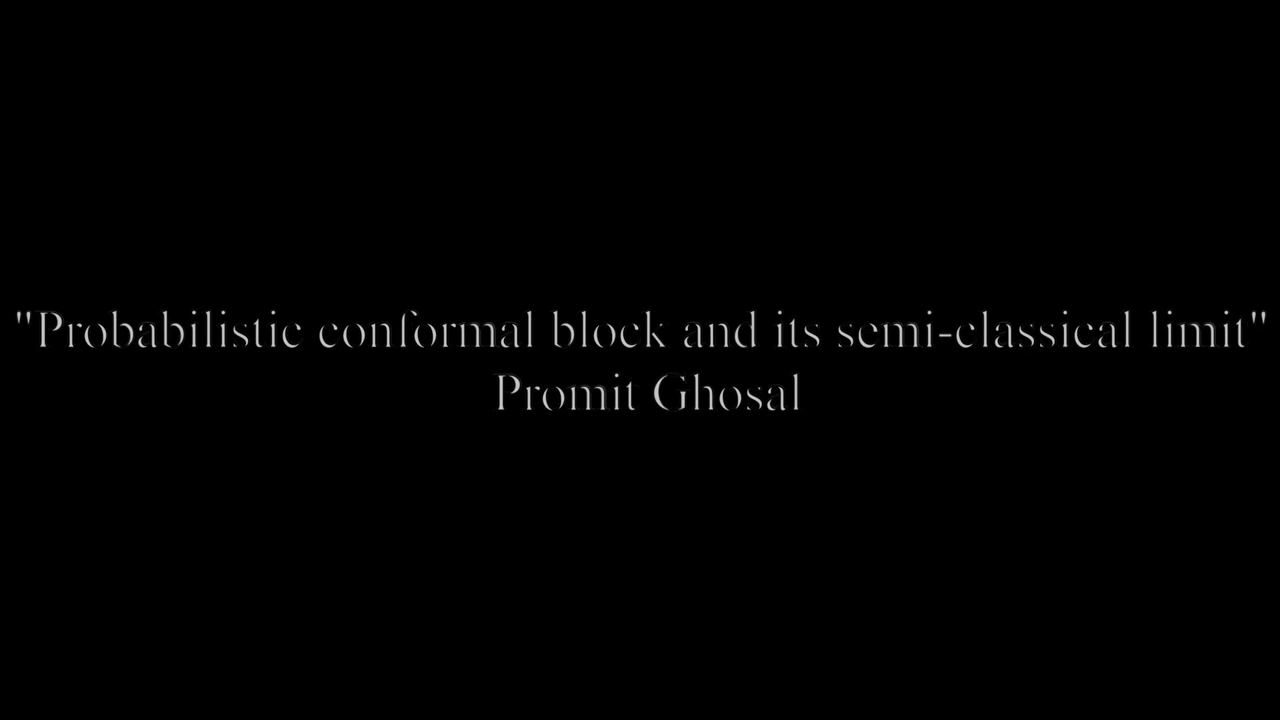 "Probabilistic conformal block and its semi-classical limit"
Promit Ghosal